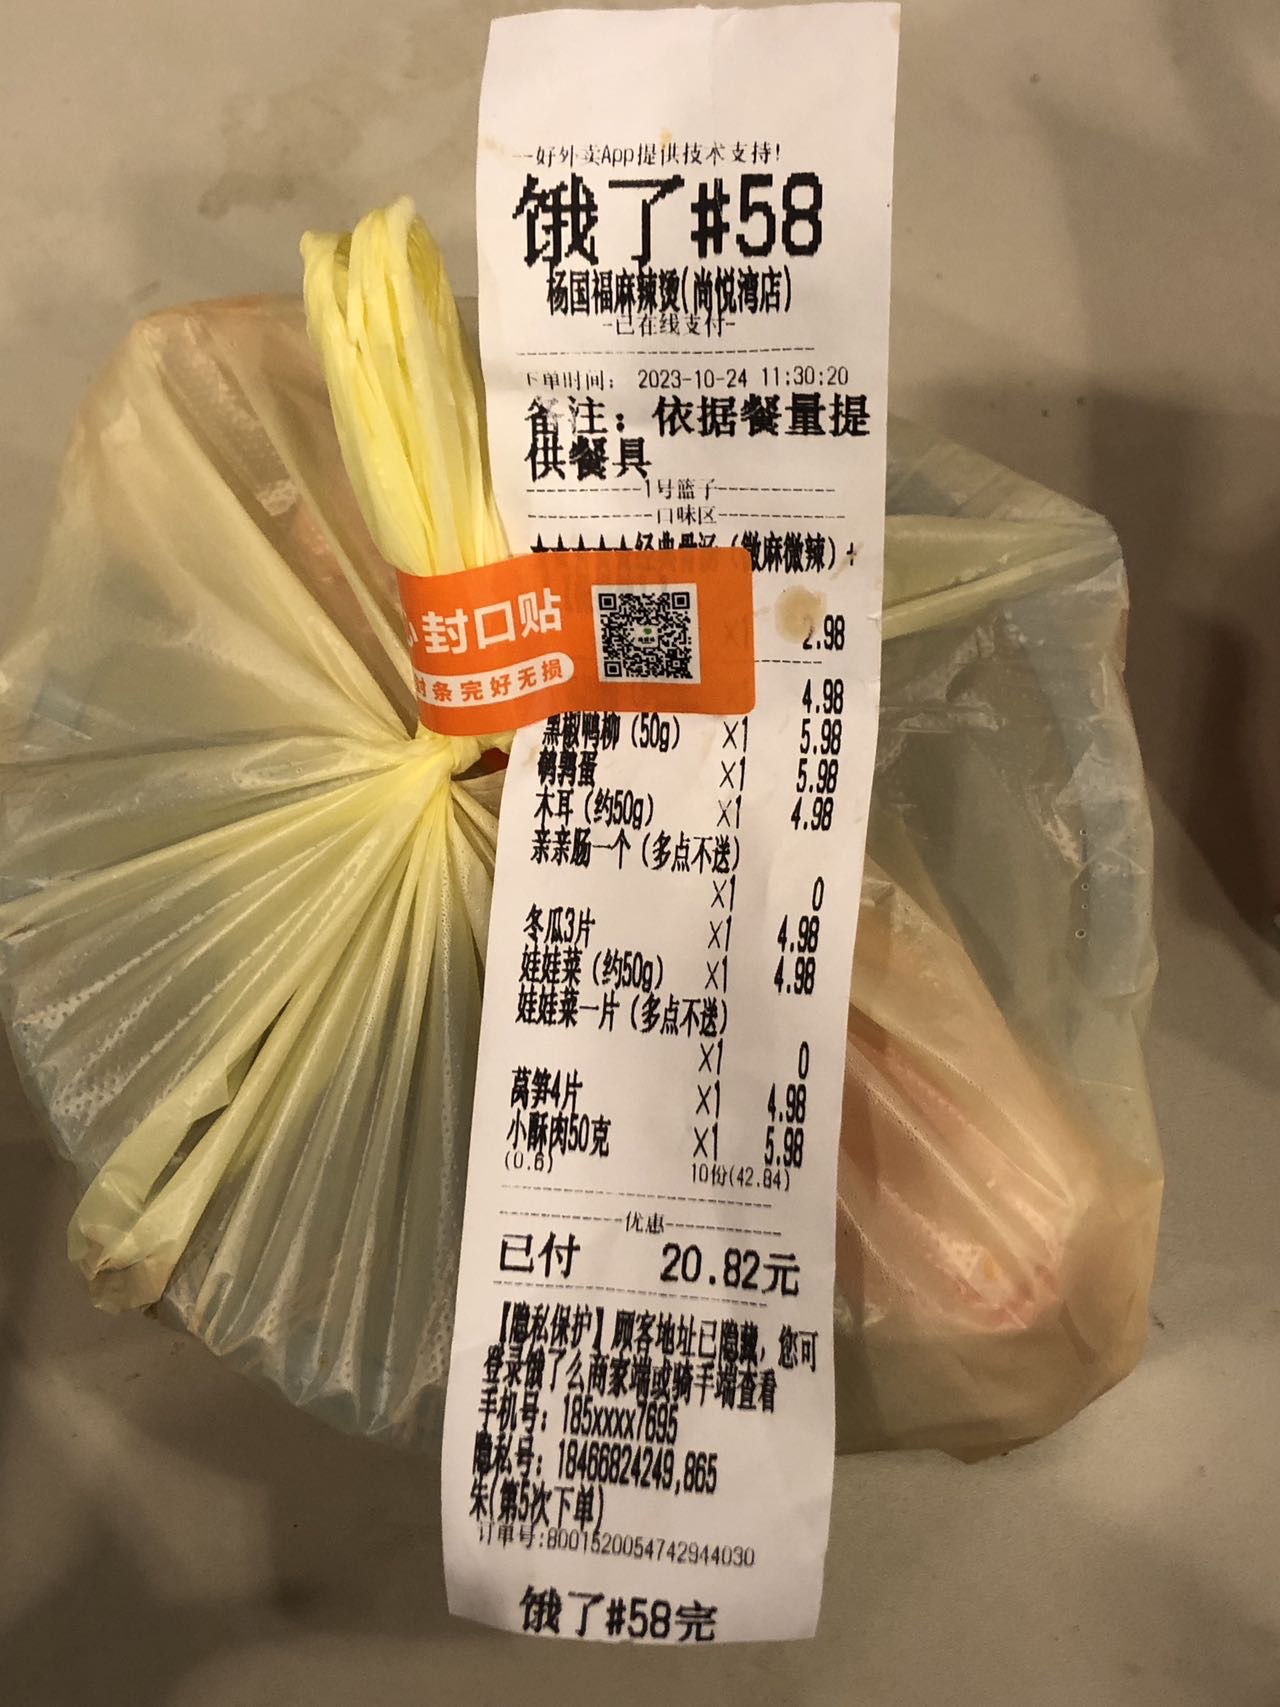 一好外卖App提供技术支持!
饿了#58
杨国福麻辣烫(尚悦湾店)
-已在线支付-
下单时间: 2023-10-24 11:30:20
备注: 依据餐量提
供餐具
1号篮子
口味区
★★★★★经典骨汤(微麻微辣)+
x1 2.98
封口贴
封条完好无损
4.98
黑椒鸭柳(50g) x1 5.98
鹌鹑蛋 x1 5.98
木耳(约50g) x1 4.98
亲亲肠一个(多点不送)
x1 0
冬瓜3片 x1 4.98
娃娃菜(约50g) x1 4.98
娃娃菜一片(多点不送)
x1 0
莴笋4片 x1 4.98
小酥肉50克 x1 5.98
(0.6) 10份(42.84)
优惠
已付 20.82元
【隐私保护】顾客地址已隐藏, 您可
登录饿了么商家端或骑手端查看
手机号: 185xxxx7695
隐私号: 18466824249,865
朱(第5次下单)
订单号:8001520054742944030
饿了#58完